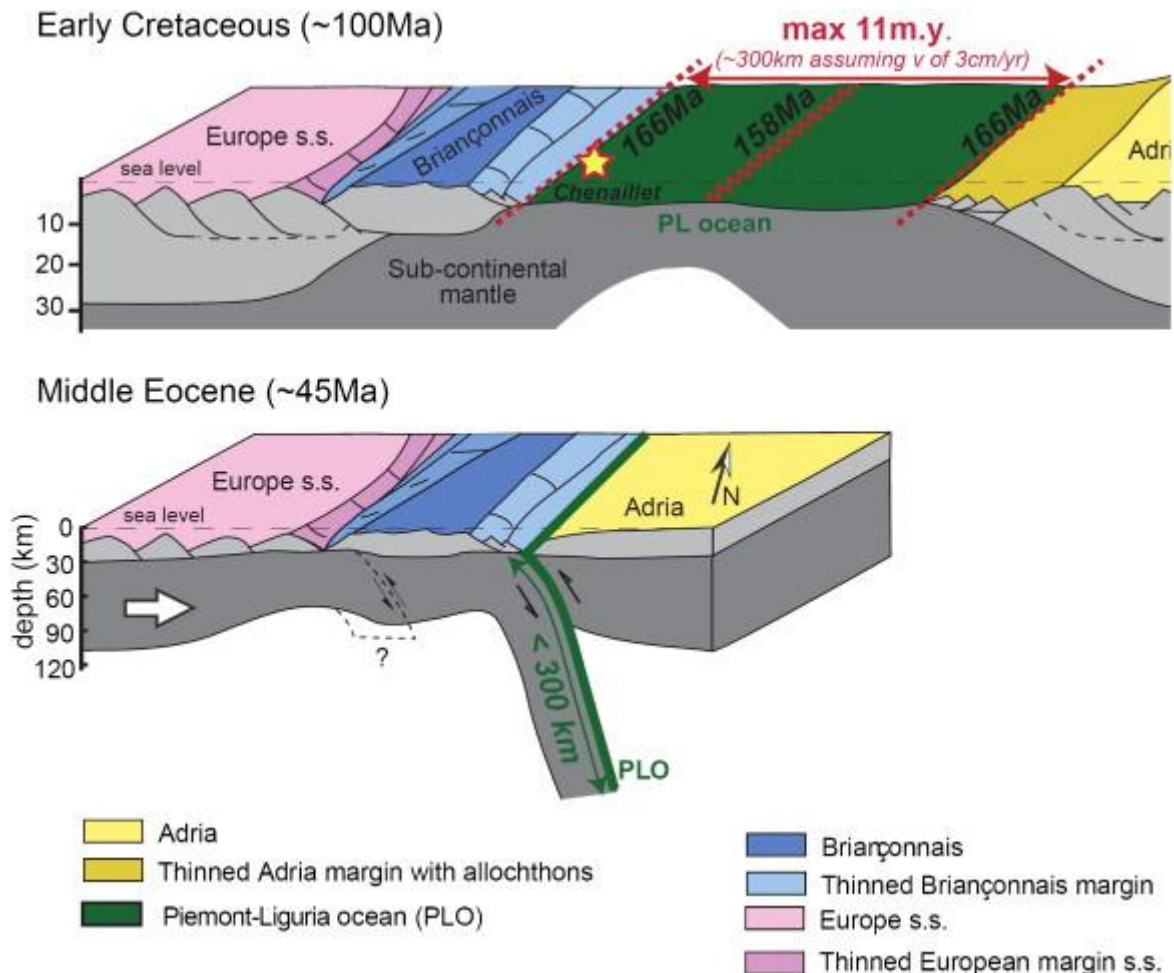 Early Cretaceous (~100Ma)
max 11m.y.
(~300km assuming v of 3cm/yr)
Europe s.s.
Briançonnais
166Ma
158Ma
166Ma
Adri
sea level
Chenaillet
PL ocean
10
20
30
Sub-continental
mantle
Middle Eocene (~45Ma)
Europe s.s.
sea level
Adria
N
depth (km)
0
30
60
90
120
?
< 300 km
PLO
Adria
Thinned Adria margin with allochthons
Piemont-Liguria ocean (PLO)
Briançonnais
Thinned Briançonnais margin
Europe s.s.
Thinned European margin s.s.